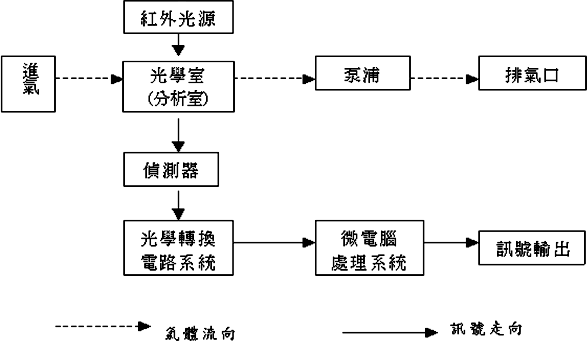 紅外光源
進氣
光學室
(分析室)
泵浦
排氣口
偵測器
光學轉換
電路系統
微電腦
處理系統
訊號輸出
氣體流向
訊號走向